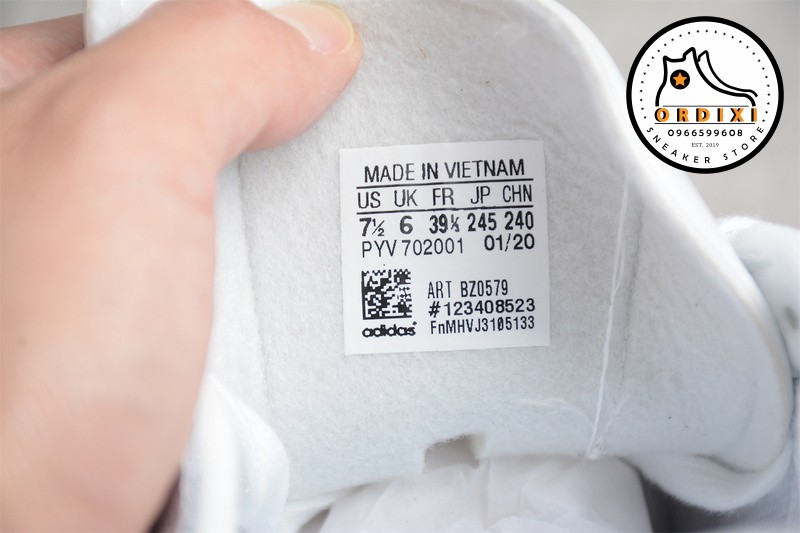 ORDIXI
0966599608
EST. 2019
SNEAKER STORE
MADE IN VIETNAM
US UK FR JP CHN
7½ 6 39⅓ 245 240
PYV 702001 01/20
ART BZ0579
#123408523
adidas FnMHVJ3105133